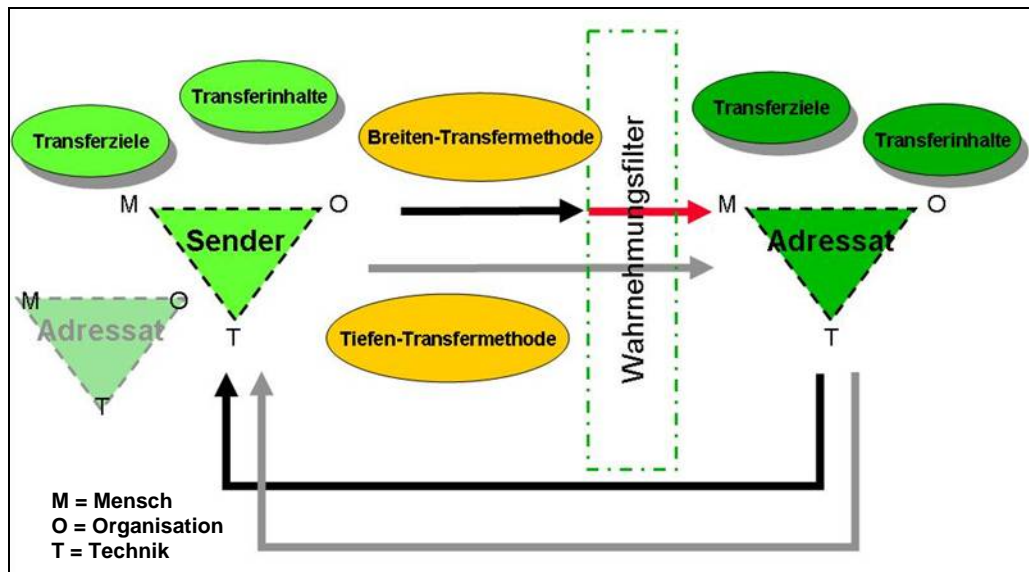 Transferziele
Transferinhalte
Breiten-Transfermethode
Wahrnehmungsfilter
Transferziele
Transferinhalte
M
O
Sender
T
M
O
Adressat
T
M
O
Adressat
T
Tiefen-Transfermethode
M = Mensch
O = Organisation
T = Technik